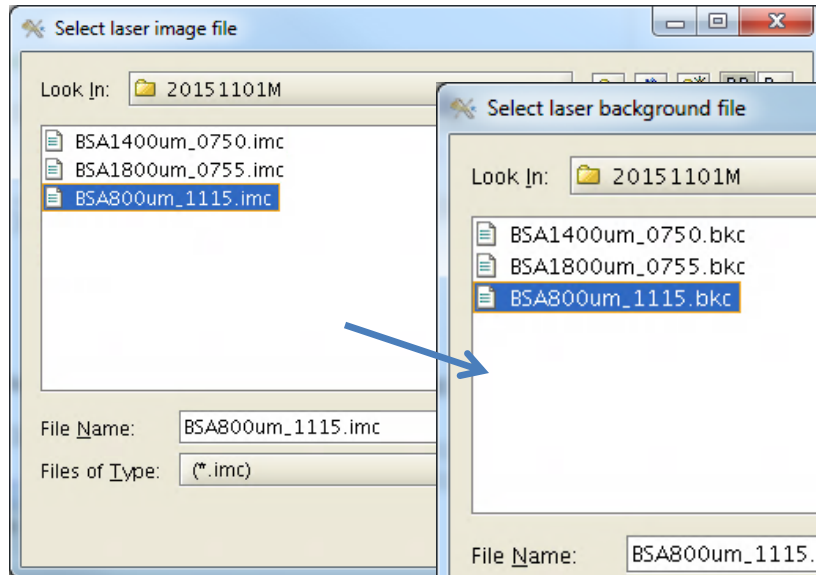 Select laser image file
Look In: 20151101M
BSA1400um_0750.imc
BSA1800um_0755.imc
BSA800um_1115.imc
File Name: BSA800um_1115.imc
Files of Type: (*.imc)
Select laser background file
Look In: 20151101M
BSA1400um_0750.bkc
BSA1800um_0755.bkc
BSA800um_1115.bkc
File Name: BSA800um_1115.